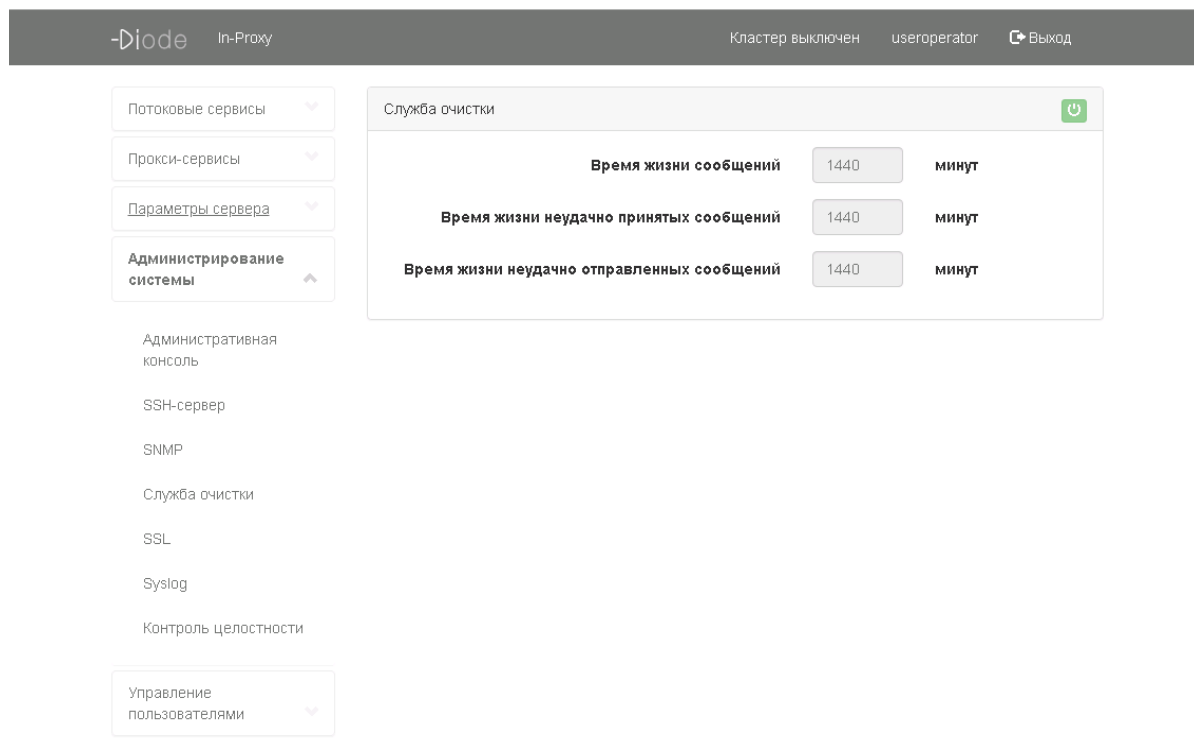 -Diode In-Proxy Кластер выключен useroperator Выход
Потоковые сервисы
Прокси-сервисы
Параметры сервера
Администрирование
системы
Административная
консоль
SSH-сервер
SNMP
Служба очистки
SSL
Syslog
Контроль целостности
Управление
пользователями
Служба очистки
Время жизни сообщений 1440 минут
Время жизни неудачно принятых сообщений 1440 минут
Время жизни неудачно отправленных сообщений 1440 минут